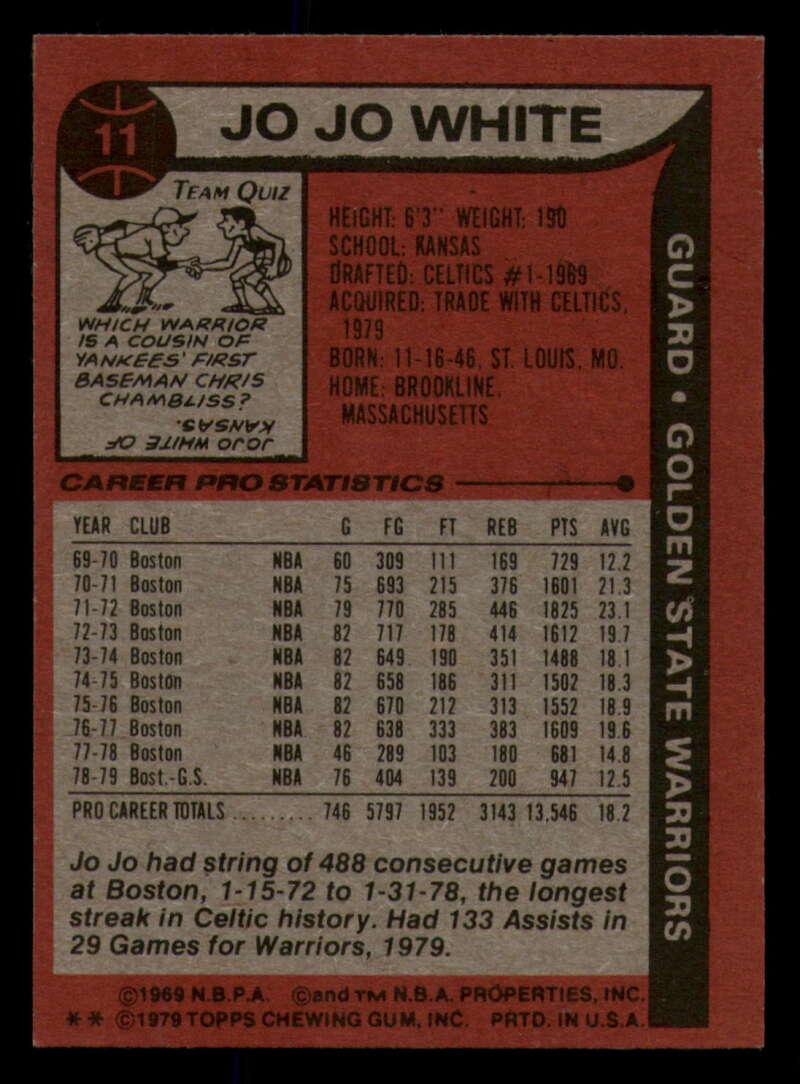 11
JO JO WHITE
TEAM QUIZ
WHICH WARRIOR
IS A COUSIN OF
YANKEES' FIRST
BASEMAN CHRIS
CHAMBLISS?
JOJO WHITE OF
KANSAS.
HEIGHT: 6'3" WEIGHT: 190
SCHOOL: KANSAS
DRAFTED: CELTICS #1-1969
ACQUIRED: TRADE WITH CELTICS,
1979
BORN: 11-16-46, ST. LOUIS, MO.
HOME: BROOKLINE,
MASSACHUSETTS
GUARD • GOLDEN STATE WARRIORS
CAREER PRO STATISTICS
YEAR CLUB G FG FT REB PTS AVG
69-70 Boston NBA 60 309 111 169 729 12.2
70-71 Boston NBA 75 693 215 376 1601 21.3
71-72 Boston NBA 79 770 285 446 1825 23.1
72-73 Boston NBA 82 717 178 414 1612 19.7
73-74 Boston NBA 82 649 190 351 1488 18.1
74-75 Boston NBA 82 658 186 311 1502 18.3
75-76 Boston NBA 82 670 212 313 1552 18.9
76-77 Boston NBA 82 638 333 383 1609 19.6
77-78 Boston NBA 46 289 103 180 681 14.8
78-79 Bost.-G.S. NBA 76 404 139 200 947 12.5
PRO CAREER TOTALS ......... 746 5797 1952 3143 13,546 18.2
Jo Jo had string of 488 consecutive games
at Boston, 1-15-72 to 1-31-78, the longest
streak in Celtic history. Had 133 Assists in
29 Games for Warriors, 1979.
©1969 N.B.P.A. ©and TM N.B.A. PROPERTIES, INC.
** ©1979 TOPPS CHEWING GUM, INC. PRTD. IN U.S.A.